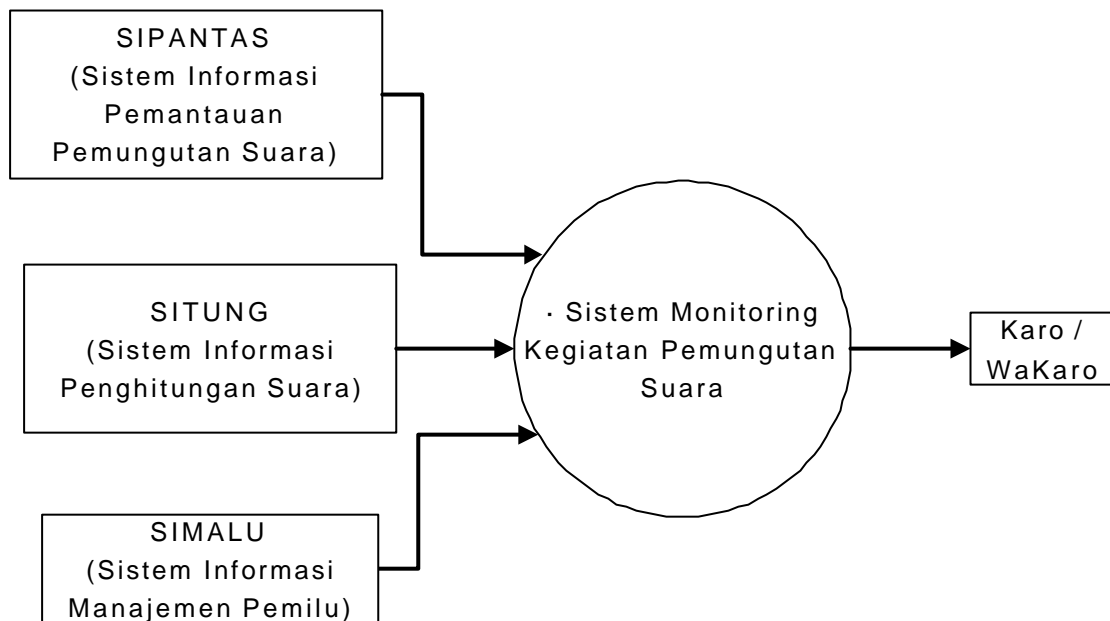 SIPANTAS
(Sistem Informasi
Pemantauan
Pemungutan Suara)
SITUNG
(Sistem Informasi
Penghitungan Suara)
SIMALU
(Sistem Informasi
Manajemen Pemilu)
· Sistem Monitoring
Kegiatan Pemungutan
Suara
Karo /
WaKaro